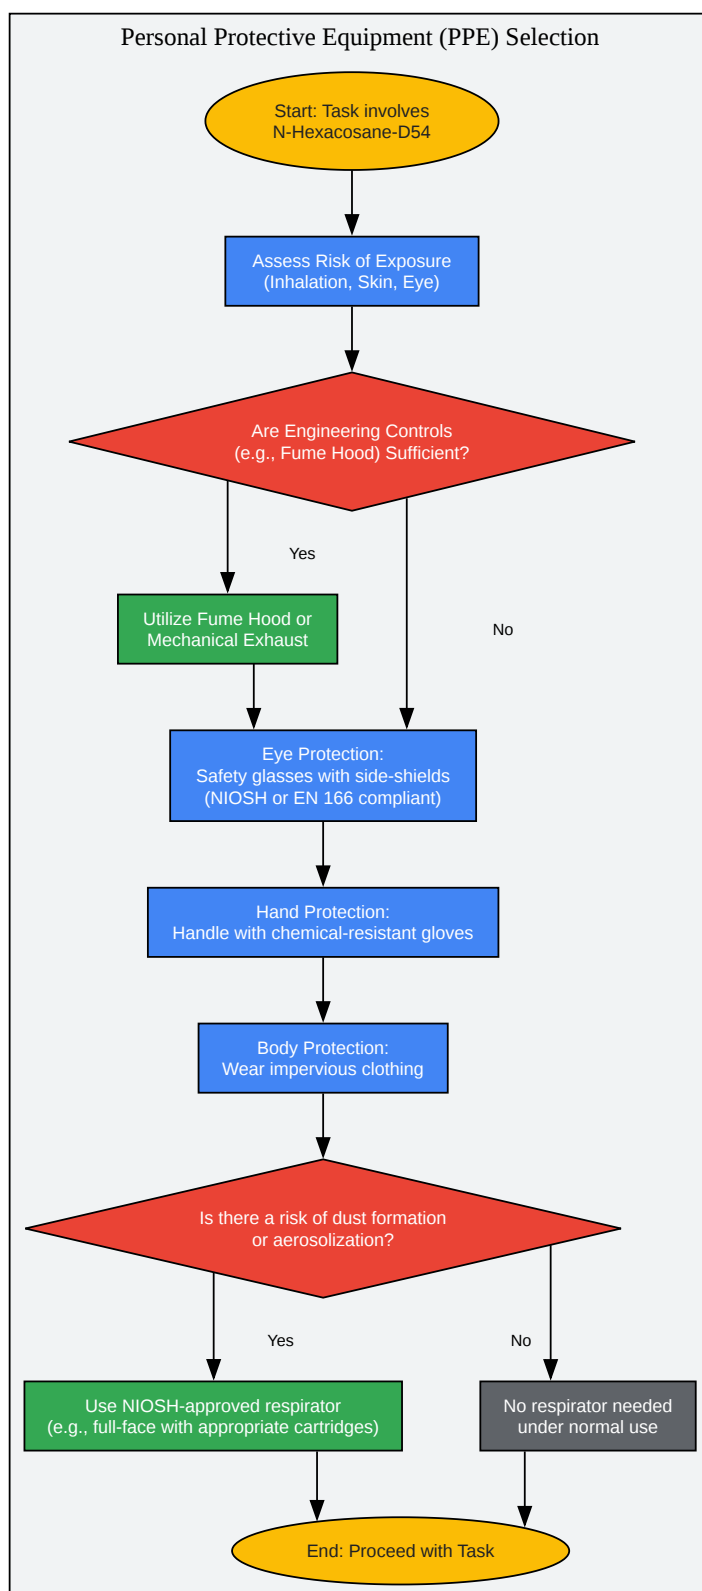 Personal Protective Equipment (PPE) Selection
Start: Task involves
N-Hexacosane-D54
Assess Risk of Exposure
(Inhalation, Skin, Eye)
Are Engineering Controls
(e.g., Fume Hood) Sufficient?
Yes
Utilize Fume Hood or
Mechanical Exhaust
No
Eye Protection:
Safety glasses with side-shields
(NIOSH or EN 166 compliant)
Hand Protection:
Handle with chemical-resistant gloves
Body Protection:
Wear impervious clothing
Is there a risk of dust formation
or aerosolization?
Yes
No
Use NIOSH-approved respirator
(e.g., full-face with appropriate cartridges)
No respirator needed
under normal use
End: Proceed with Task